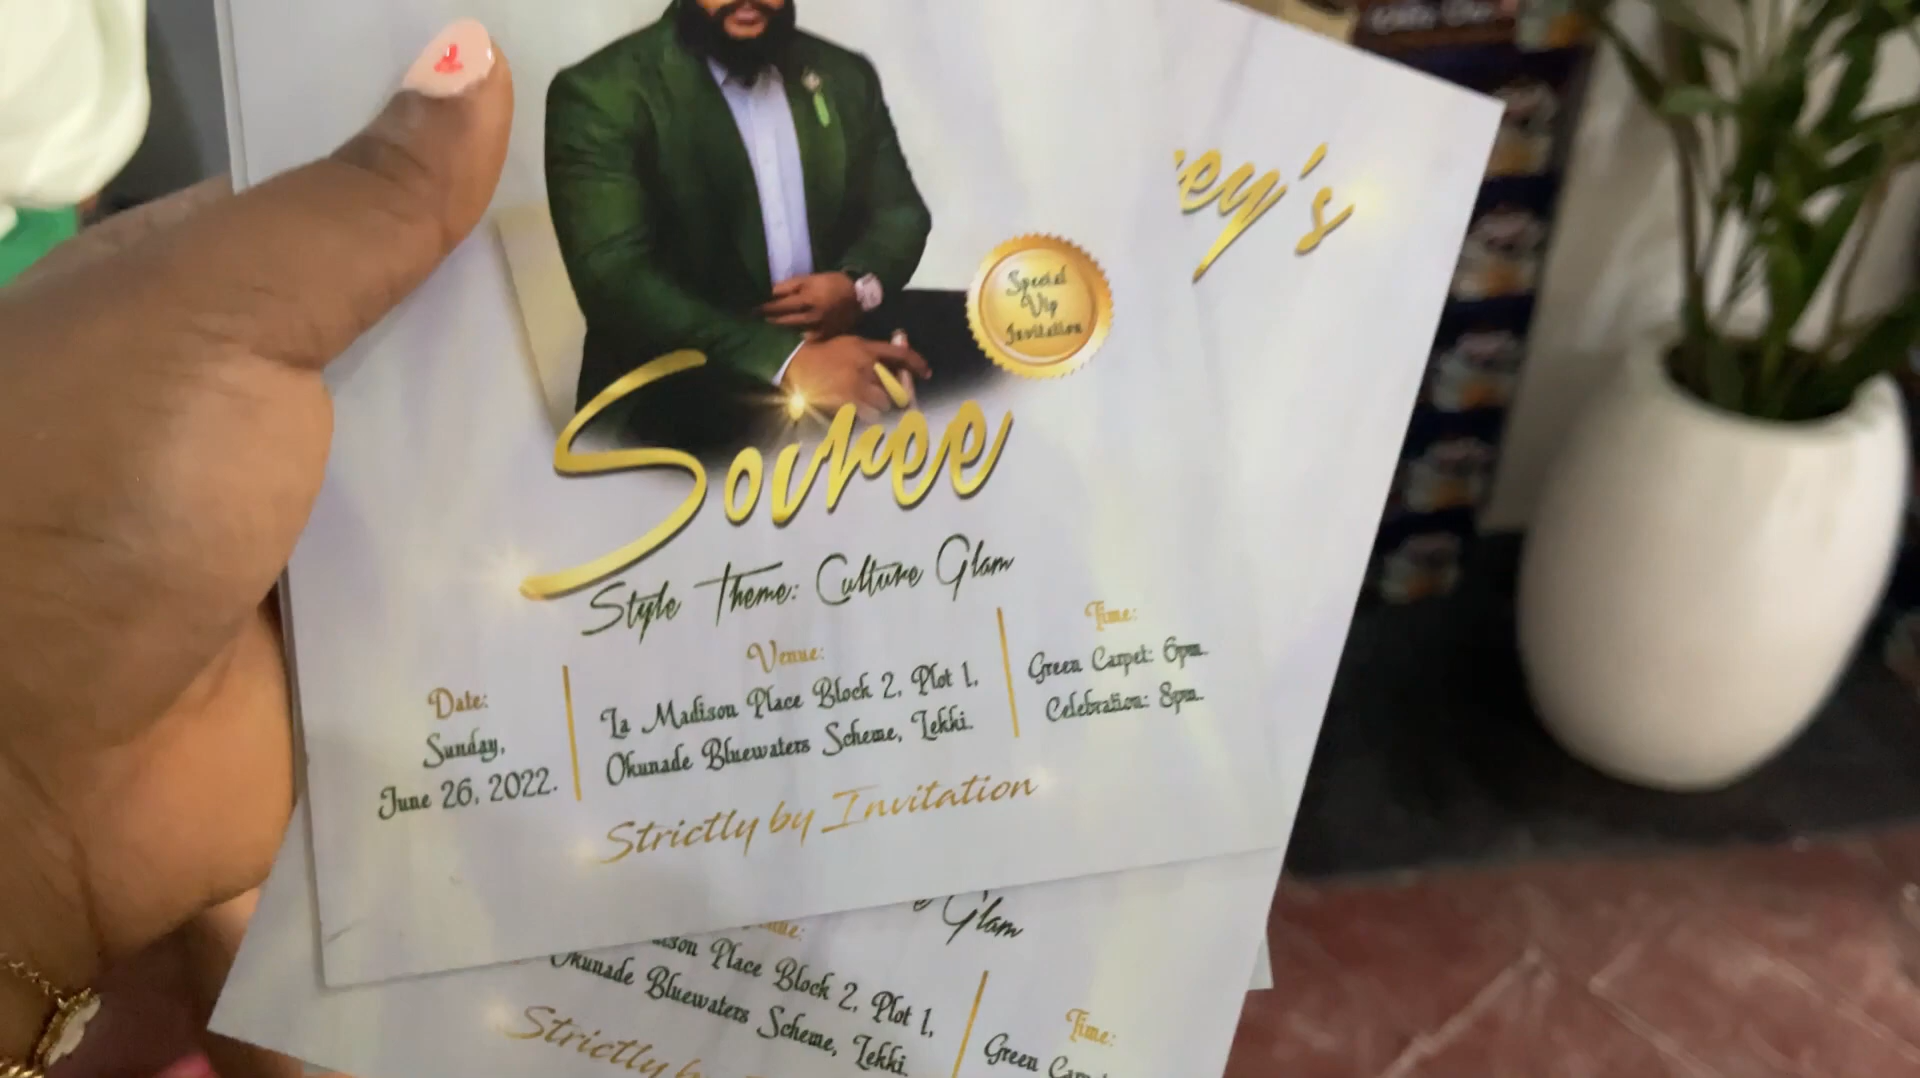 ey's
Special
Vip
Invitation
Soirée
Style Theme: Culture Glam
Date:
Sunday,
June 26, 2022.
Venue:
La Madison Place Block 2, Plot 1,
Okunade Bluewaters Scheme, Lekki.
Time:
Green Carpet: 6pm.
Celebration: 8pm.
Strictly by Invitation
Glam
Place Block 2, Plot 1,
Okunade Bluewaters Scheme, Lekki.
Time:
Green
Strictly